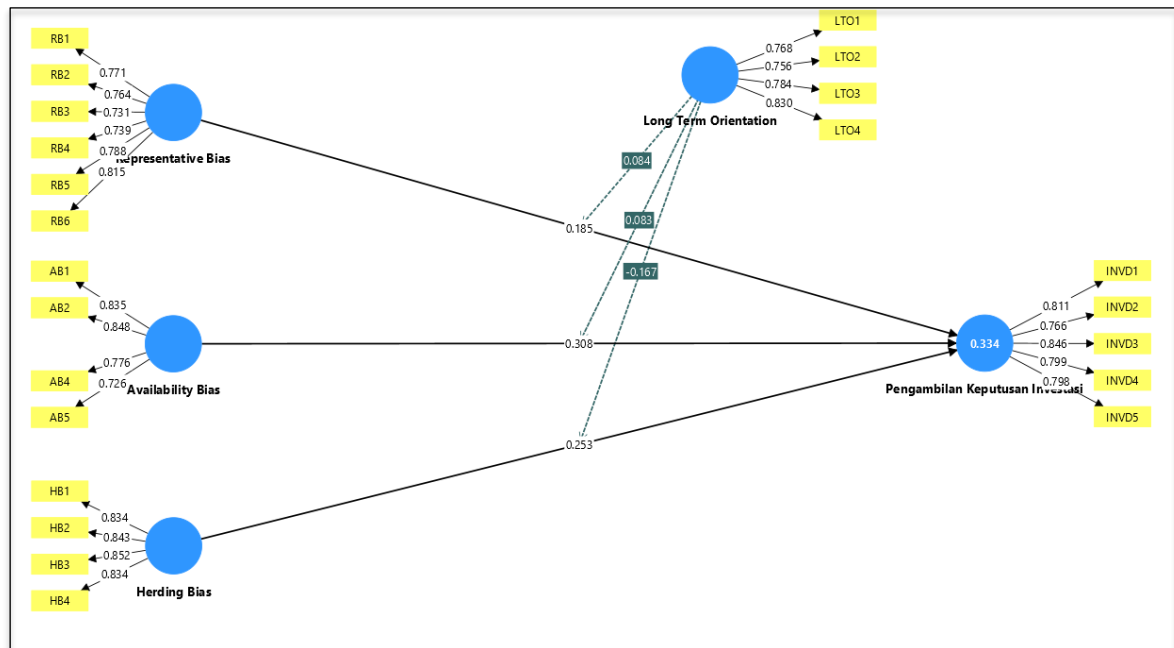 RB1
RB2
RB3
RB4
RB5
RB6
0.771
0.764
0.731
0.739
0.788
0.815
Representative Bias
LTO1
LTO2
LTO3
LTO4
0.768
0.756
0.784
0.830
Long Term Orientation
0.084
0.083
-0.167
0.185
0.308
0.253
AB1
AB2
AB4
AB5
0.835
0.848
0.776
0.726
Availability Bias
INVD1
INVD2
INVD3
INVD4
INVD5
0.811
0.766
0.846
0.799
0.798
0.334
Pengambilan Keputusan Investasi
HB1
HB2
HB3
HB4
0.834
0.843
0.852
0.834
Herding Bias